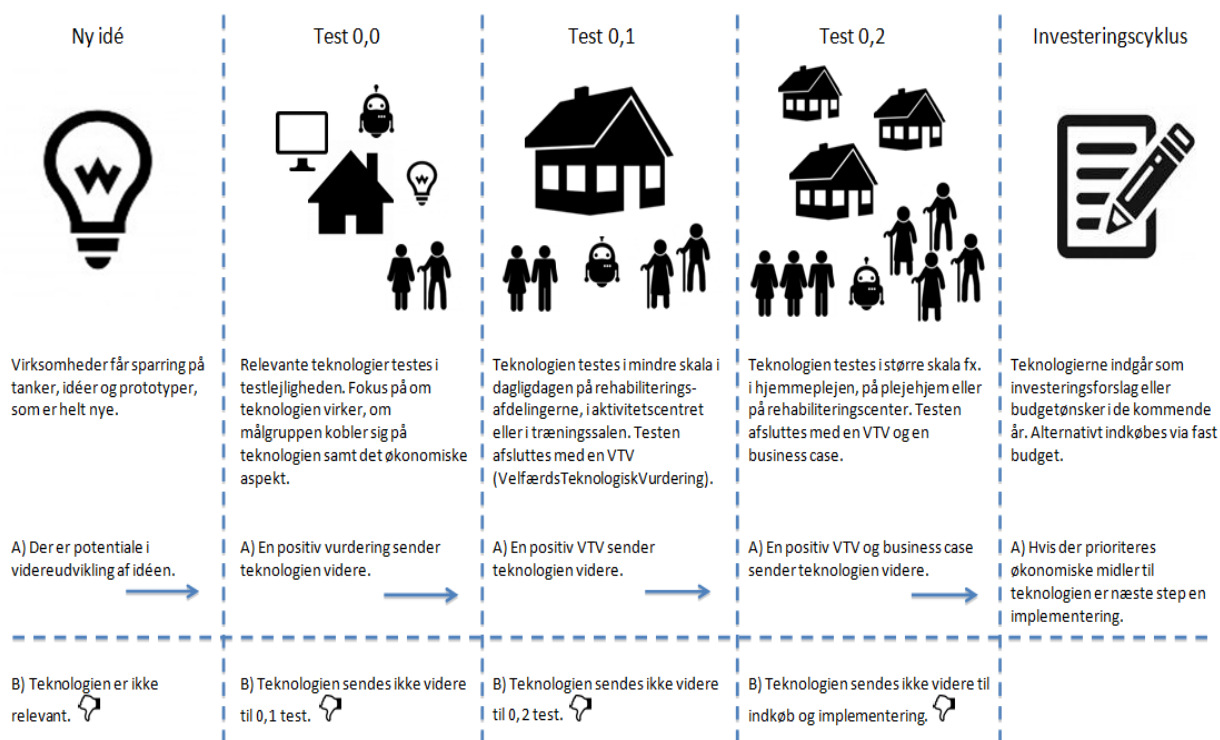 Ny idé
Test 0,0
Test 0,1
Test 0,2
Investeringscyklus
W
W
Virksomheder får sparring på
tanker, idéer og prototyper,
som er helt nye.
Relevante teknologier testes i
testlejligheden. Fokus på om
teknologien virker, om
målgruppen kobler sig på
teknologien samt det økonomiske
aspekt.
Teknologien testes i mindre skala i
dagligdagen på rehabiliterings-
afdelingerne, i aktivitetscentret
eller i træningssalen. Testen
afsluttes med en VTV
(VelfærdsTeknologiskVurdering).
Teknologien testes i større skala fx.
i hjemmeplejen, på plejehjem eller
på rehabiliteringscenter. Testen
afsluttes med en VTV og en
business case.
Teknologierne indgår som
investeringsforslag eller
budgetønsker i de kommende
år. Alternativt indkøbes via fast
budget.
A) Der er potentiale i
videreudvikling af idéen.
A) En positiv vurdering sender
teknologien videre.
A) En positiv VTV sender
teknologien videre.
A) En positiv VTV og business case
sender teknologien videre.
A) Hvis der prioriteres
økonomiske midler til
teknologien er næste step en
implementering.
B) Teknologien er ikke
relevant.
B) Teknologien sendes ikke videre
til 0,1 test.
B) Teknologien sendes ikke videre
til 0,2 test.
B) Teknologien sendes ikke videre til
indkøb og implementering.